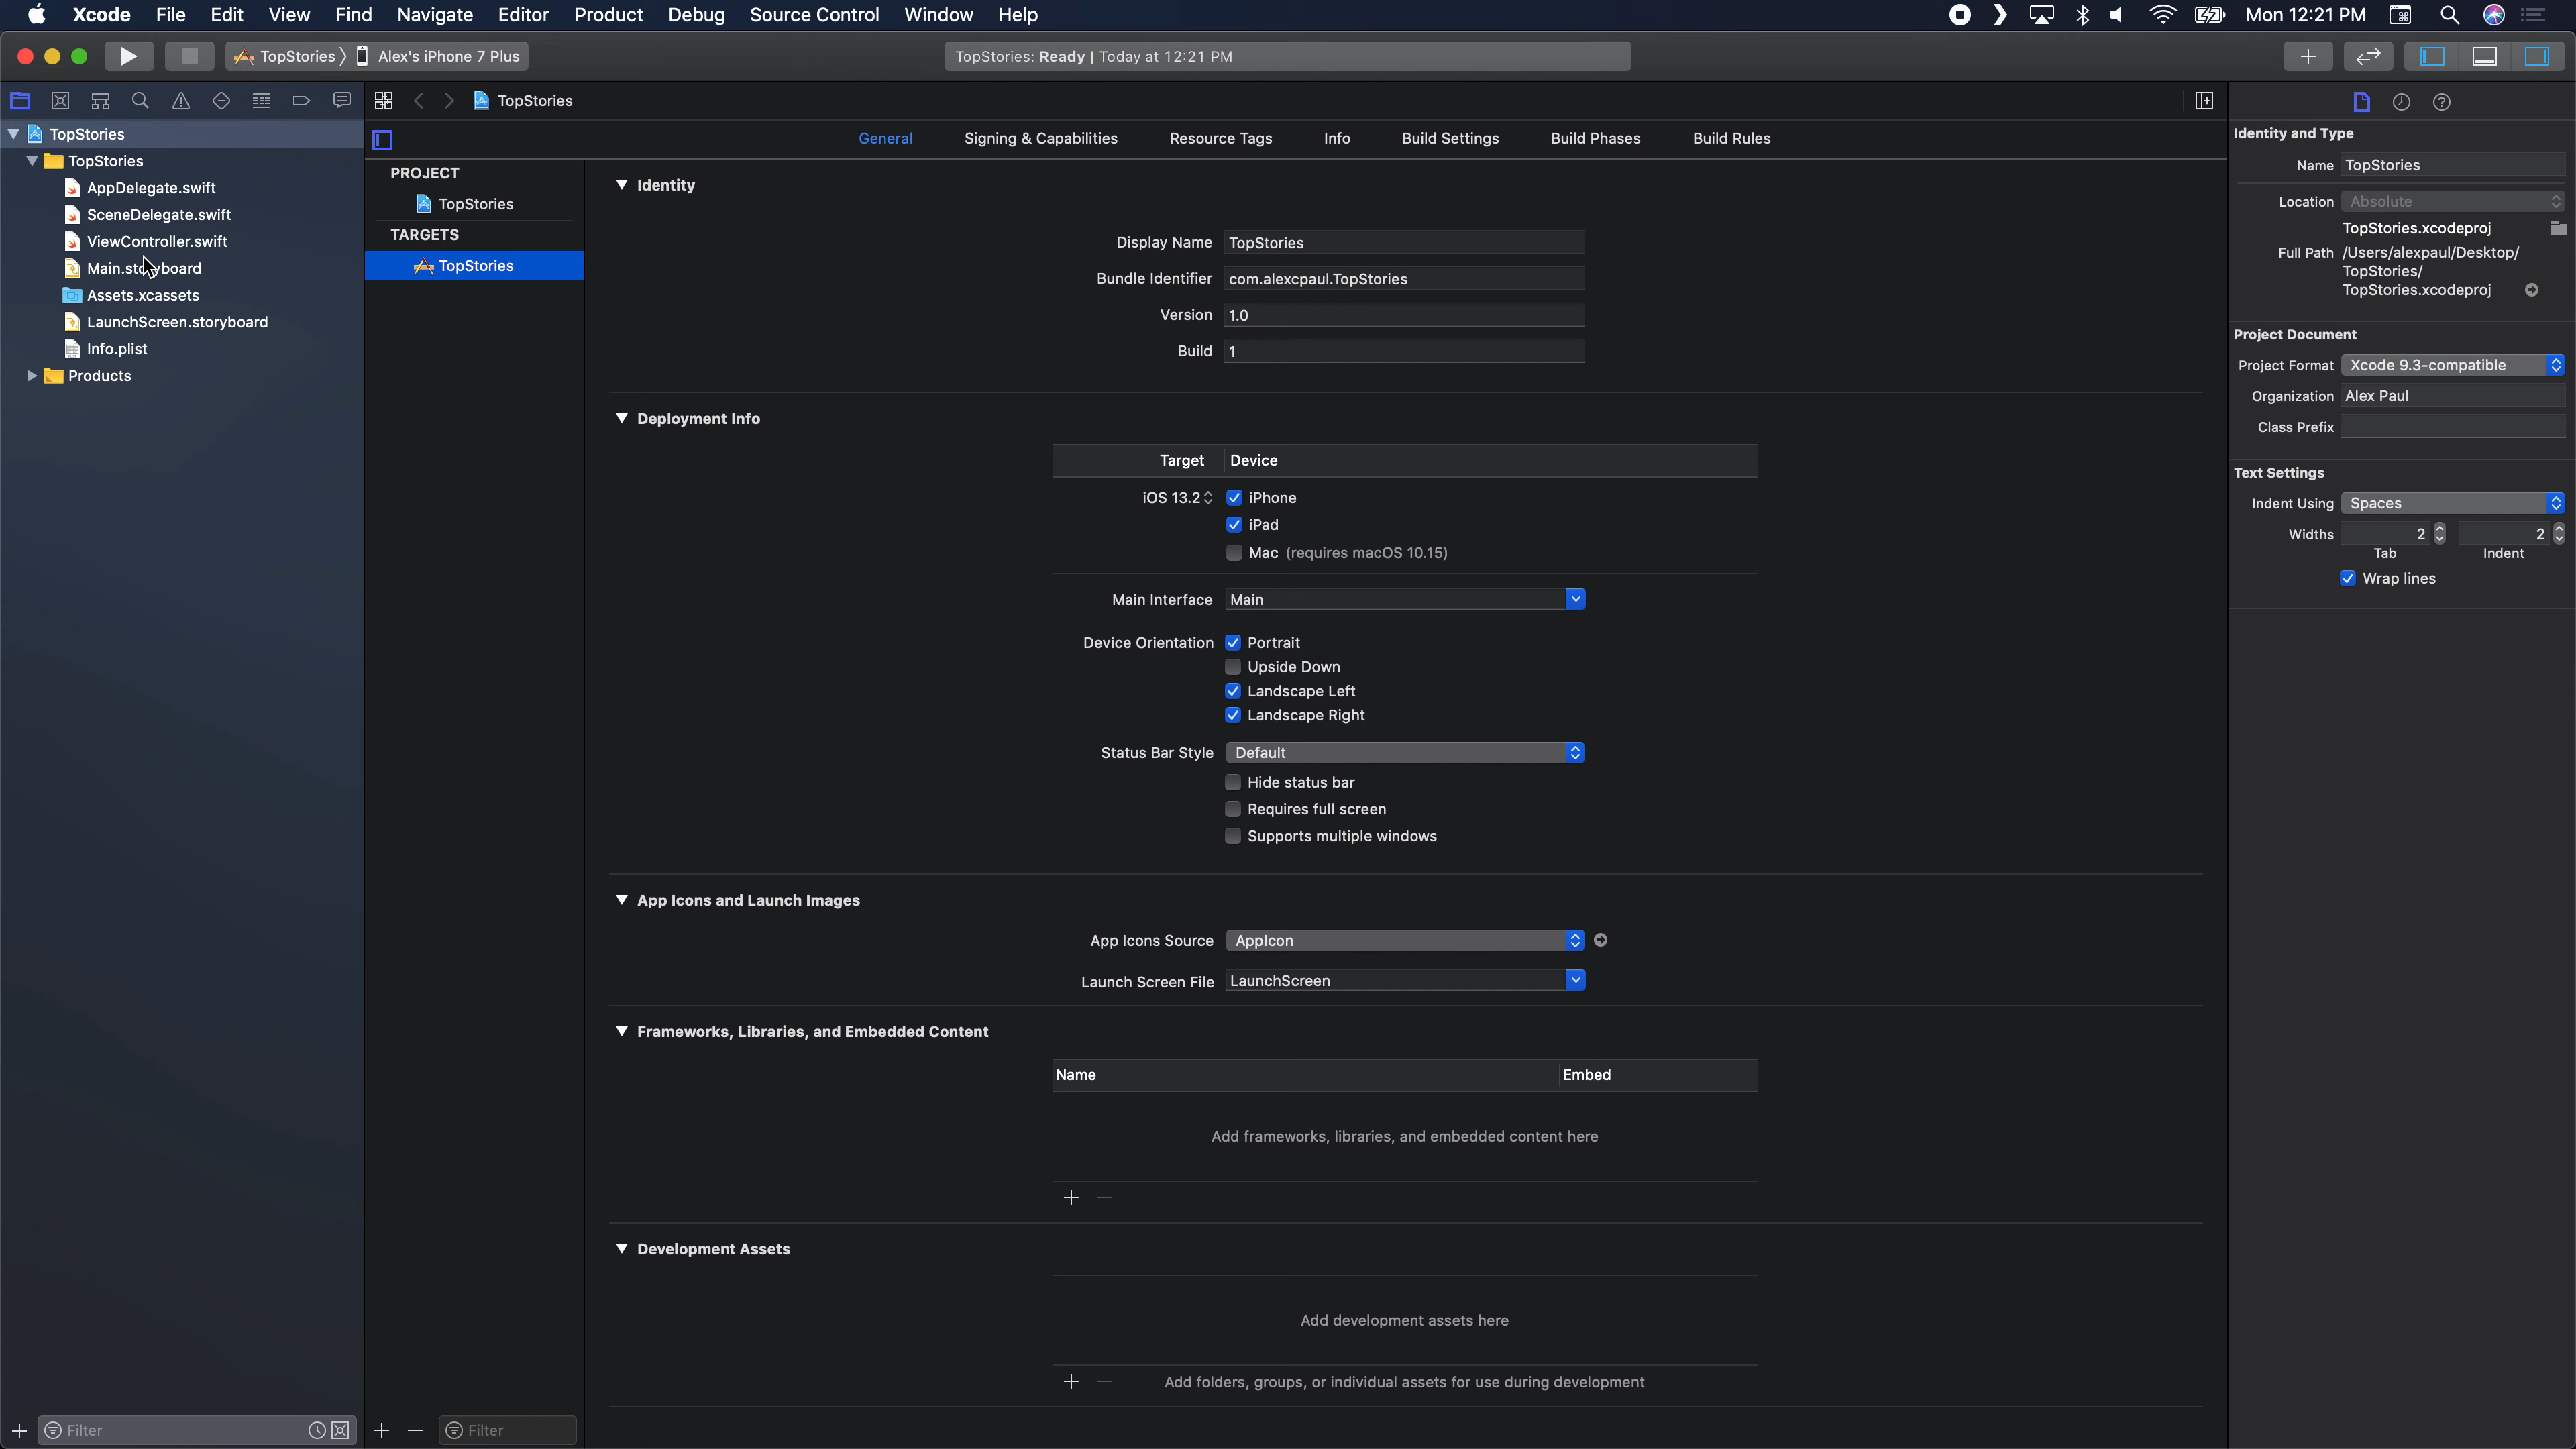 Xcode File Edit View Find Navigate Editor Product Debug Source Control Window Help Mon 12:21 PM
TopStories Alex's iPhone 7 Plus TopStories: Ready | Today at 12:21 PM
TopStories
TopStories
TopStories
AppDelegate.swift
SceneDelegate.swift
ViewController.swift
Main.storyboard
Assets.xcassets
LaunchScreen.storyboard
Info.plist
Products
Filter
General Signing & Capabilities Resource Tags Info Build Settings Build Phases Build Rules
PROJECT
TopStories
TARGETS
TopStories
Filter
Identity
Display Name TopStories
Bundle Identifier com.alexcpaul.TopStories
Version 1.0
Build 1
Deployment Info
Target Device
iOS 13.2 iPhone
iPad
Mac (requires macOS 10.15)
Main Interface Main
Device Orientation Portrait
Upside Down
Landscape Left
Landscape Right
Status Bar Style Default
Hide status bar
Requires full screen
Supports multiple windows
App Icons and Launch Images
App Icons Source AppIcon
Launch Screen File LaunchScreen
Frameworks, Libraries, and Embedded Content
Name Embed
Add frameworks, libraries, and embedded content here
Development Assets
Add development assets here
Add folders, groups, or individual assets for use during development
Identity and Type
Name TopStories
Location Absolute
TopStories.xcodeproj
Full Path /Users/alexpaul/Desktop/
TopStories/
TopStories.xcodeproj
Project Document
Project Format Xcode 9.3-compatible
Organization Alex Paul
Class Prefix
Text Settings
Indent Using Spaces
Widths 2 2
Tab Indent
Wrap lines